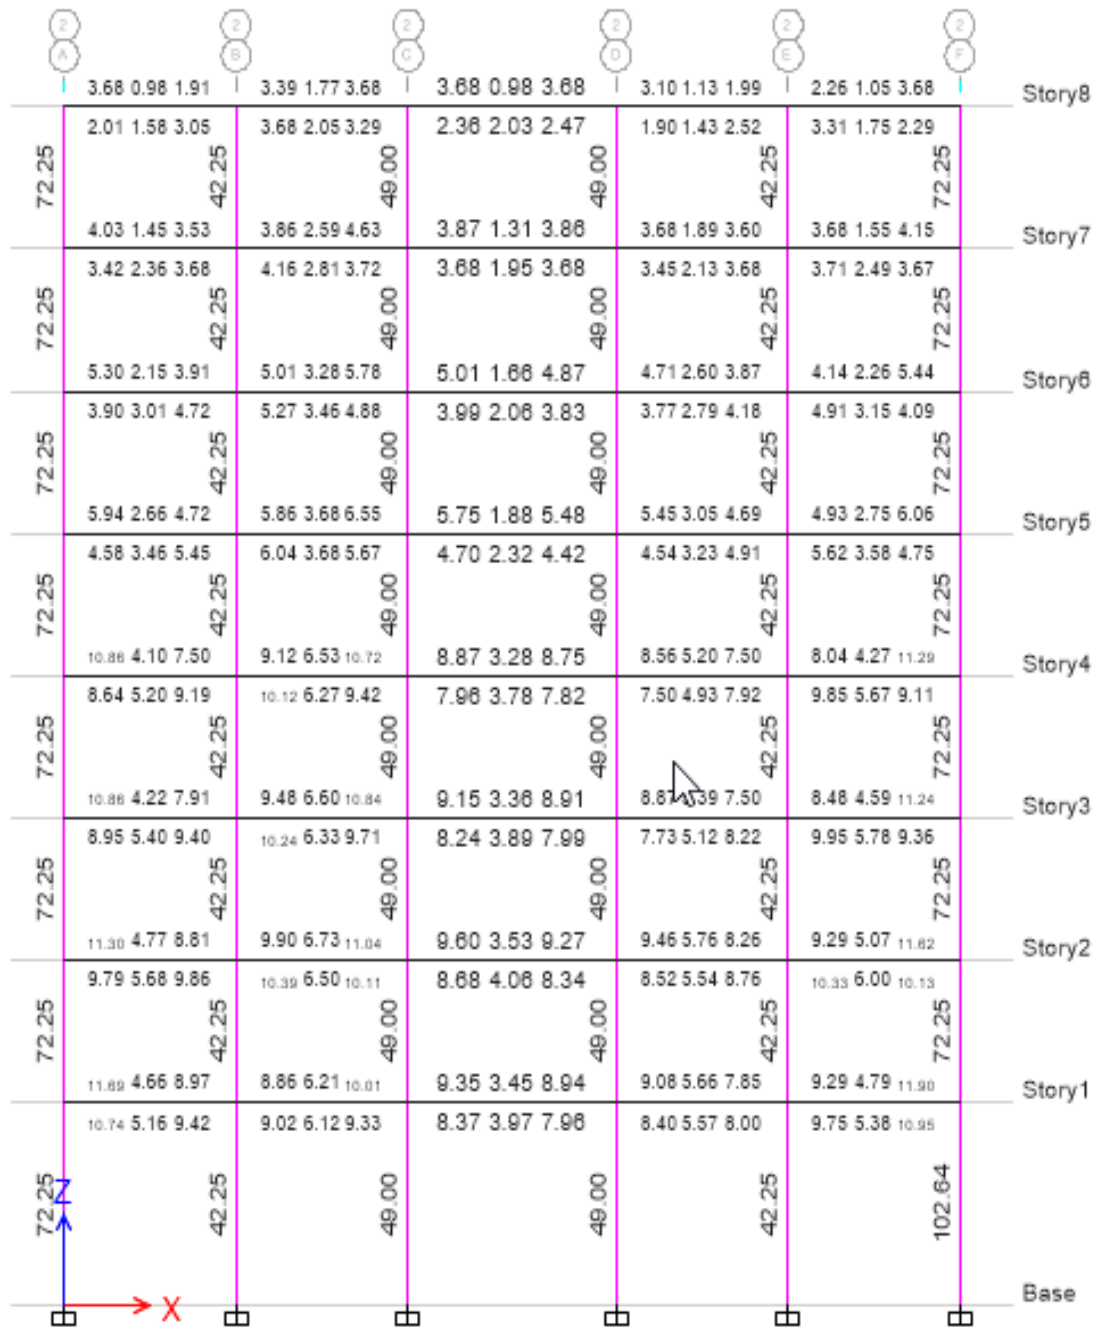 2 2 2 2 2 2
A B C D E F
3.68 0.98 1.91 3.39 1.77 3.68 3.68 0.98 3.68 3.10 1.13 1.99 2.26 1.05 3.68 Story8
2.01 1.58 3.05 3.68 2.05 3.29 2.36 2.03 2.47 1.90 1.43 2.52 3.31 1.75 2.29
72.25 42.25 49.00 49.00 42.25 72.25
4.03 1.45 3.53 3.86 2.59 4.63 3.87 1.31 3.86 3.68 1.89 3.60 3.68 1.55 4.15 Story7
3.42 2.36 3.68 4.16 2.81 3.72 3.68 1.95 3.68 3.45 2.13 3.68 3.71 2.49 3.67
72.25 42.25 49.00 49.00 42.25 72.25
5.30 2.15 3.91 5.01 3.28 5.78 5.01 1.66 4.87 4.71 2.60 3.87 4.14 2.26 5.44 Story6
3.90 3.01 4.72 5.27 3.46 4.88 3.99 2.06 3.83 3.77 2.79 4.18 4.91 3.15 4.09
72.25 42.25 49.00 49.00 42.25 72.25
5.94 2.66 4.72 5.86 3.68 6.55 5.75 1.88 5.48 5.45 3.05 4.69 4.93 2.75 6.06 Story5
4.58 3.46 5.45 6.04 3.68 5.67 4.70 2.32 4.42 4.54 3.23 4.91 5.62 3.58 4.75
72.25 42.25 49.00 49.00 42.25 72.25
10.86 4.10 7.50 9.12 6.53 10.72 8.87 3.28 8.75 8.56 5.20 7.50 8.04 4.27 11.29 Story4
8.64 5.20 9.19 10.12 6.27 9.42 7.96 3.78 7.82 7.50 4.93 7.92 9.85 5.67 9.11
72.25 42.25 49.00 49.00 42.25 72.25
10.86 4.22 7.91 9.48 6.60 10.84 9.15 3.36 8.91 7.50 8.48 4.59 11.24 Story3
8.95 5.40 9.40 10.24 6.33 9.71 8.24 3.89 7.99 7.73 5.12 8.22 9.95 5.78 9.36
72.25 42.25 49.00 49.00 42.25 72.25
11.30 4.77 8.81 9.90 6.73 11.04 9.60 3.53 9.27 9.46 5.76 8.26 9.29 5.07 11.62 Story2
9.79 5.68 9.86 10.39 6.50 10.11 8.68 4.06 8.34 8.52 5.54 8.76 10.33 6.00 10.13
72.25 42.25 49.00 49.00 42.25 72.25
11.69 4.66 8.97 8.86 6.21 10.01 9.35 3.45 8.94 9.08 5.66 7.85 9.29 4.79 11.90 Story1
10.74 5.16 9.42 9.02 6.12 9.33 8.37 3.97 7.96 8.40 5.57 8.00 9.75 5.38 10.95
72.25 42.25 49.00 49.00 42.25 102.64
Z
Base
X